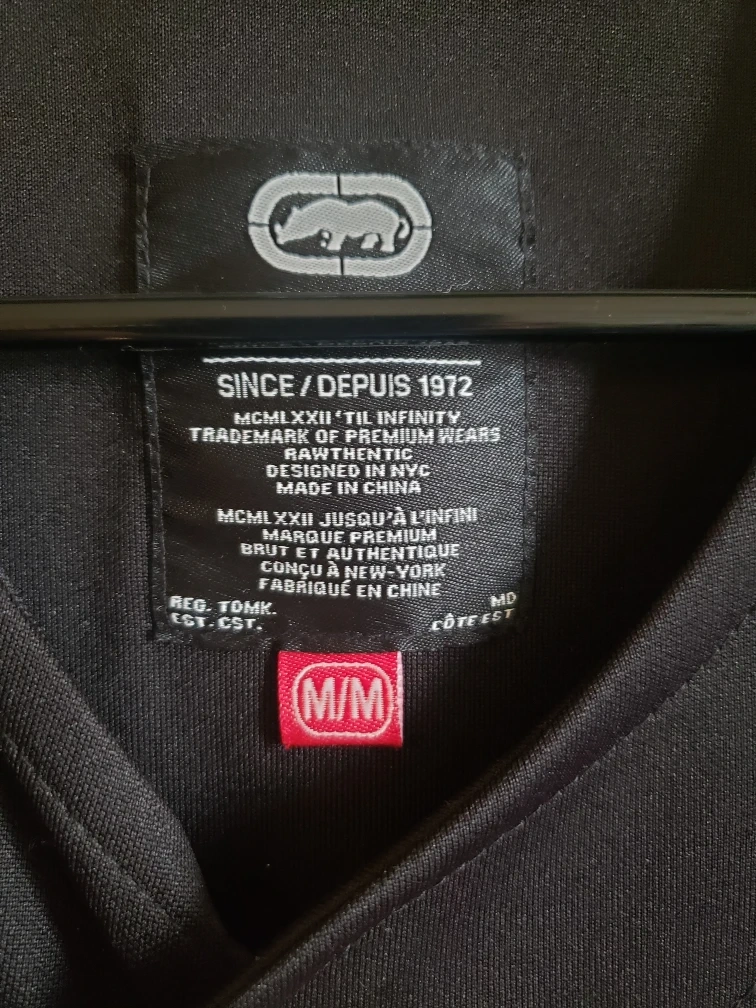 SINCE / DEPUIS 1972
MCMLXXII 'TIL INFINITY
TRADEMARK OF PREMIUM WEARS
RAWTHENTIC
DESIGNED IN NYC
MADE IN CHINA
MCMLXXII JUSQU'À L'INFINI
MARQUE PREMIUM
BRUT ET AUTHENTIQUE
CONÇU À NEW-YORK
FABRIQUÉ EN CHINE
REG. TDMK. MD
EST. CST. CÔTE EST
M/M